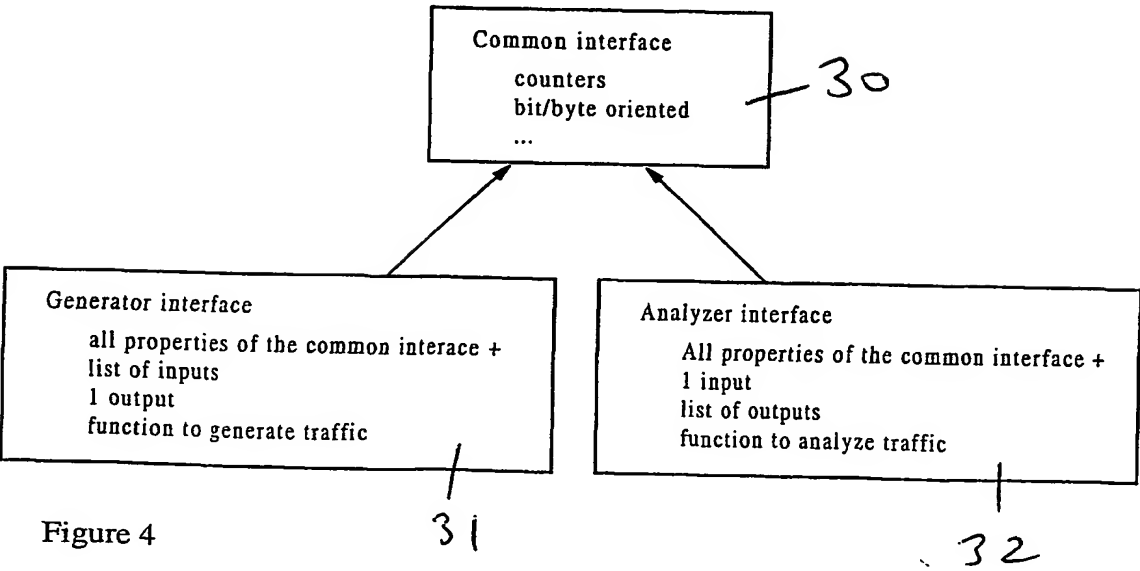 Common interface
counters
bit/byte oriented
...
30
Generator interface
all properties of the common interace +
list of inputs
1 output
function to generate traffic
31
Analyzer interface
All properties of the common interface +
1 input
list of outputs
function to analyze traffic
32
Figure 4